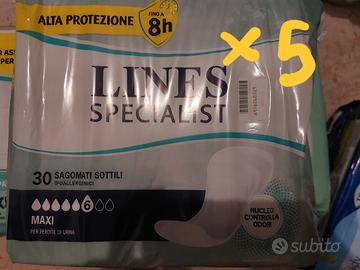 ALTA PROTEZIONE
FINO A
8h
×5
LINES
SPECIALIST
30 SAGOMATI SOTTILI
IPOALLERGENICI
6
MAXI
PER PERDITE DI URINA
NUCLEO
CONTROLLA
ODORI
subito